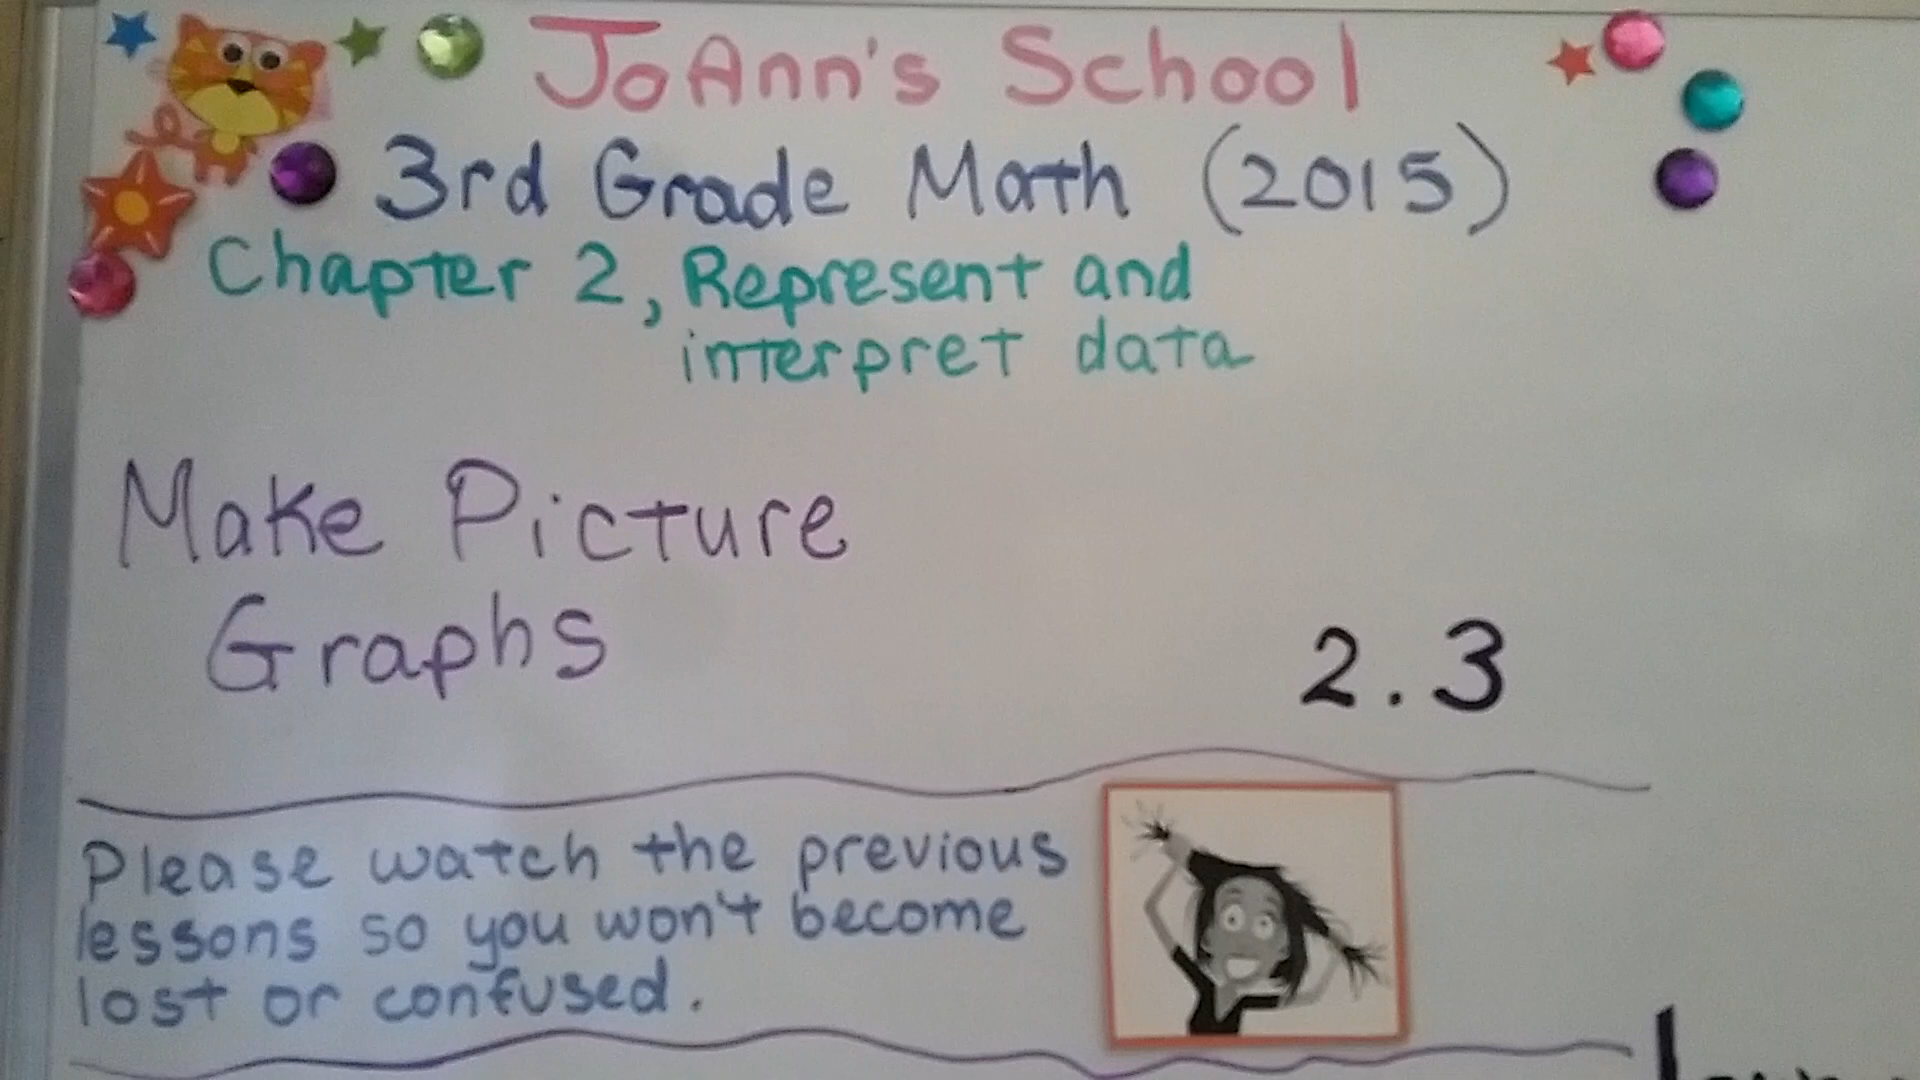 JoAnn's School
3rd Grade Math (2015)
Chapter 2, Represent and
interpret data
Make Picture
Graphs
2.3
Please watch the previous
lessons so you won't become
lost or confused.